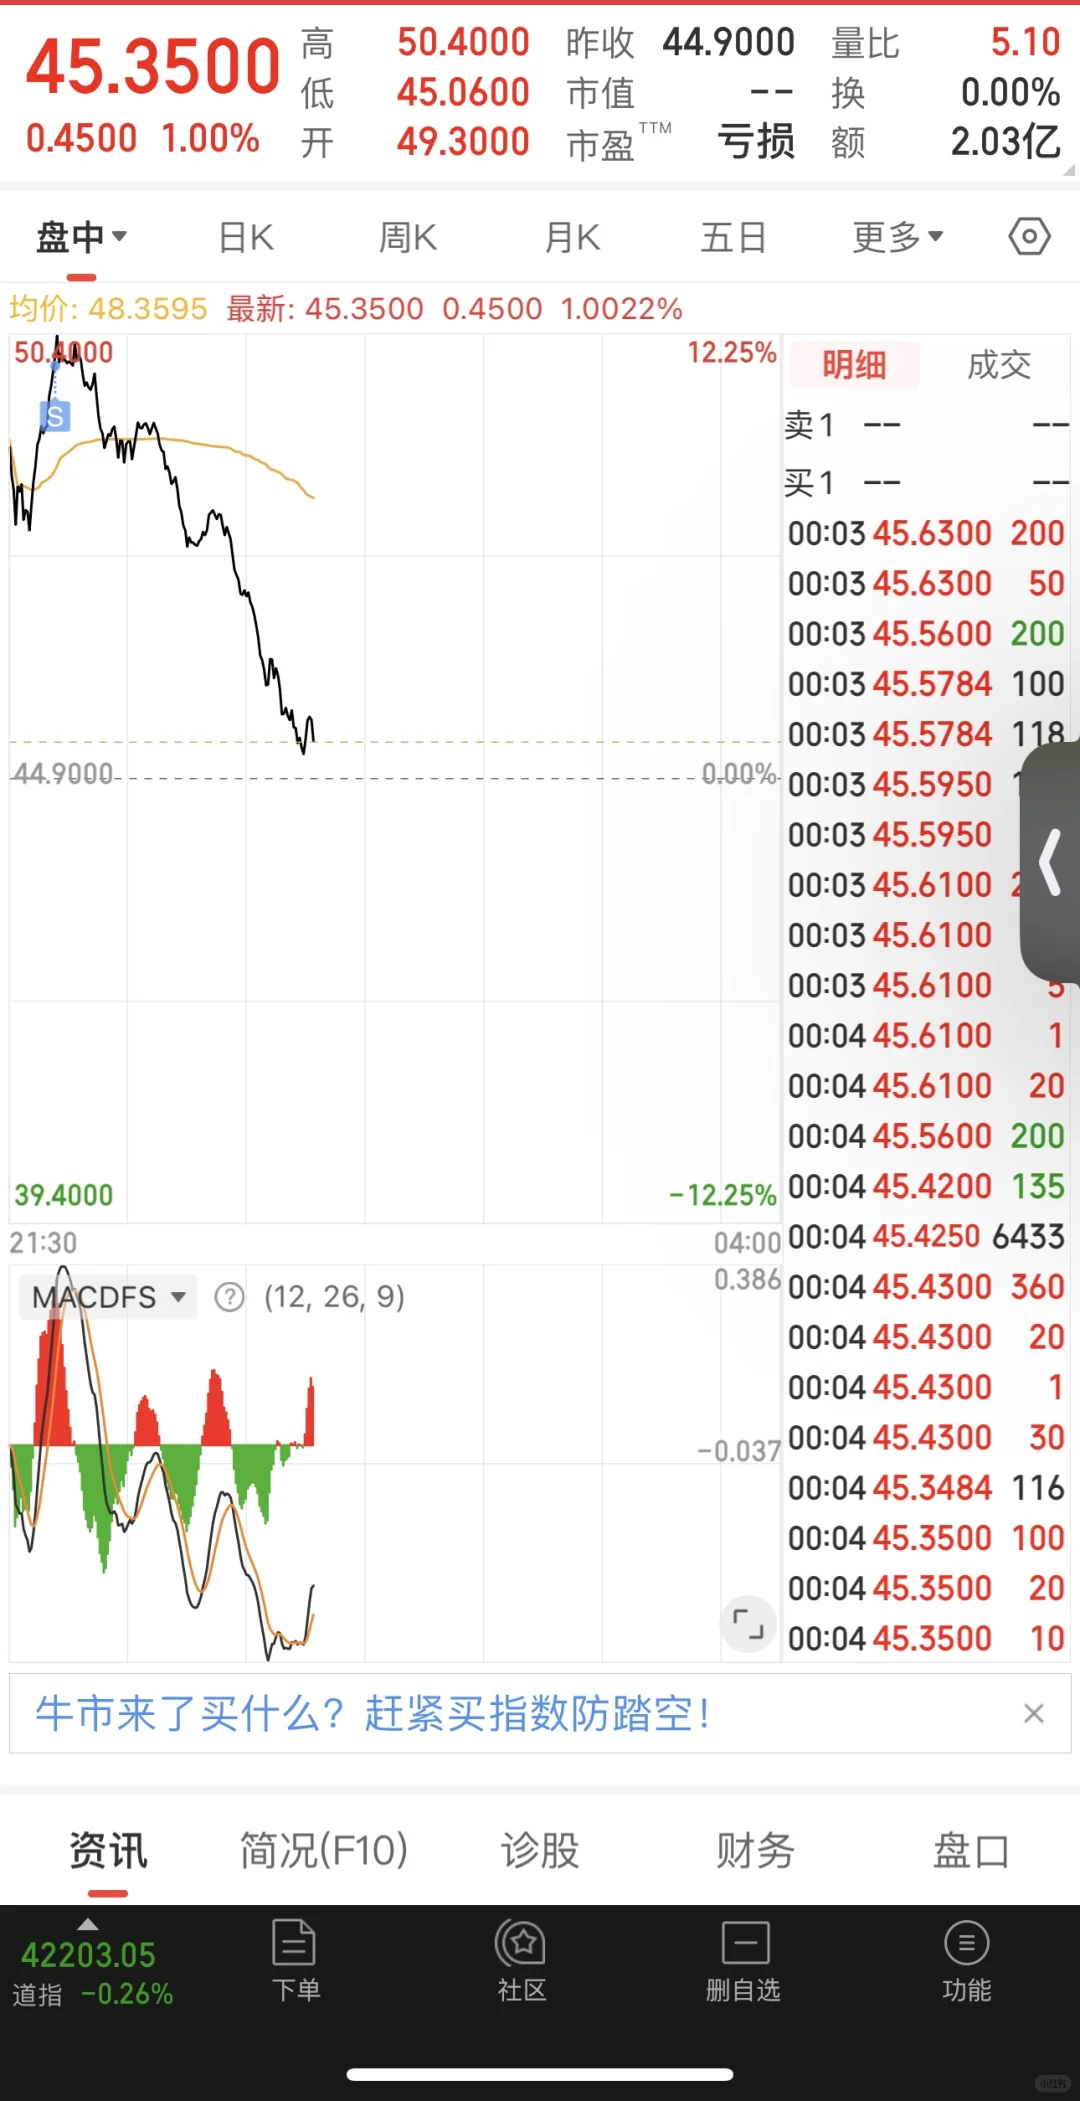 45.3500 高 50.4000 昨收 44.9000 量比 5.10
低 45.0600 市值 -- 换 0.00%
0.4500 1.00% 开 49.3000 市盈TTM 亏损 额 2.03亿
盘中 日K 周K 月K 五日 更多
均价: 48.3595 最新: 45.3500 0.4500 1.0022%
50.4000 12.25%
S
44.9000 0.00%
39.4000 -12.25%
21:30 04:00
明细 成交
卖1 -- --
买1 -- --
00:03 45.6300 200
00:03 45.6300 50
00:03 45.5600 200
00:03 45.5784 100
00:03 45.5784 118
00:03 45.5950
00:03 45.5950
00:03 45.6100
00:03 45.6100
00:03 45.6100 5
00:04 45.6100 1
00:04 45.6100 20
00:04 45.5600 200
00:04 45.4200 135
00:04 45.4250 6433
00:04 45.4300 360
00:04 45.4300 20
00:04 45.4300 1
00:04 45.4300 30
00:04 45.3484 116
00:04 45.3500 100
00:04 45.3500 20
00:04 45.3500 10
MACDFS ? (12, 26, 9) 0.386
-0.037
牛市来了买什么？赶紧买指数防踏空！ ×
资讯 简况(F10) 诊股 财务 盘口
42203.05
道指 -0.26% 下单 社区 删自选 功能
小红书